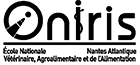 Oniris
École Nationale Nantes Atlantique
Vétérinaire, Agroalimentaire et de l'Alimentation